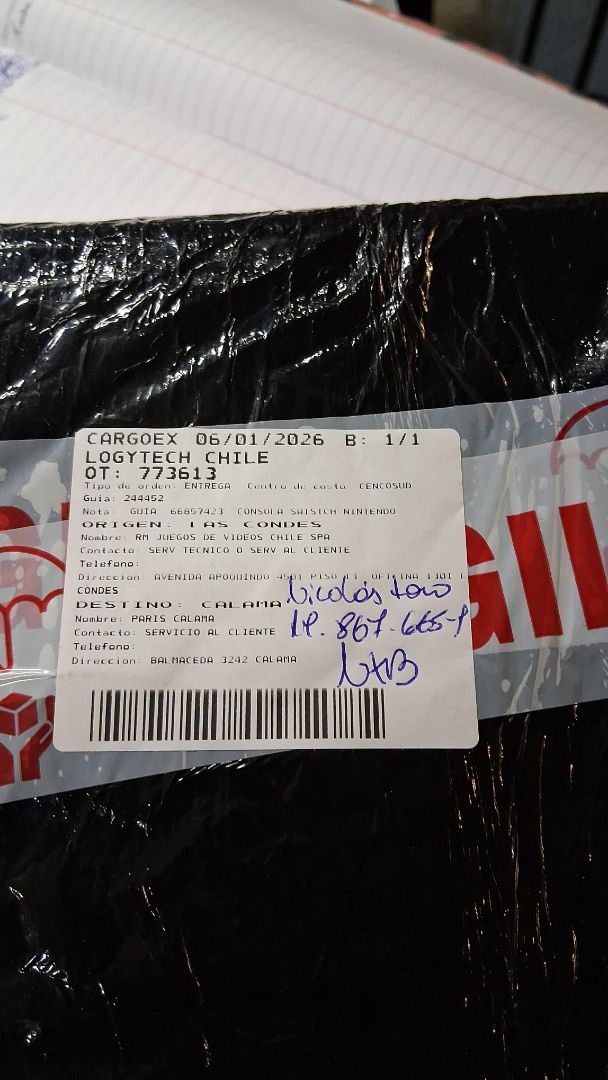 CARGOEX 06/01/2026 B: 1/1
LOGYTECH CHILE
OT: 773613
Tipo de orden: ENTREGA Centro de costo CENCOSUD
Guia: 244452
Nota: GUIA 66857423 CONSOLA SWISTCH NINTENDO
ORIGEN: LAS CONDES
Nombre: RM JUEGOS DE VIDEOS CHILE SPA
Contacto: SERV TECNICO O SERV AL CLIENTE
Telefono:
Direccion: AVENIDA APOQUINDO 4501 PISO 13 OFICINA 1301 L
CONDES
DESTINO: CALAMA
Nombre: PARIS CALAMA
Contacto: SERVICIO AL CLIENTE
Telefono:
Direccion: BALMACEDA 3242 CALAMA
Nicolás
GIL